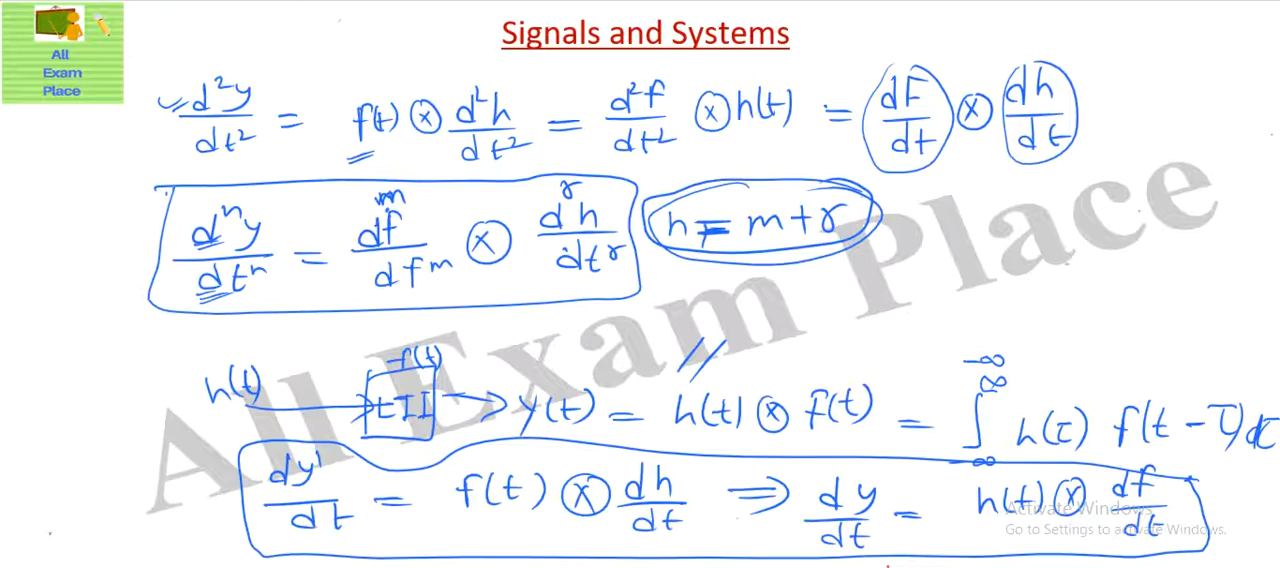 Signals and Systems
All
Exam
Place
d²y/dt² = f(t) ⊗ d²h/dt² = d²f/dt² ⊗ h(t) = dF/dt ⊗ dh/dt
dⁿy/dtⁿ = dᵐf/dfᵐ ⊗ dʳh/dtʳ n = m + r
h(t) → LTI f(t) → y(t) = h(t) ⊗ f(t) = ∫ h(τ) f(t − τ) dτ
-∞
∞
∞
dy/dt = f(t) ⊗ dh/dt ⇒ dy/dt = h(t) ⊗ df/dt
All Exam Place
Activate Windows
Go to Settings to activate Windows.